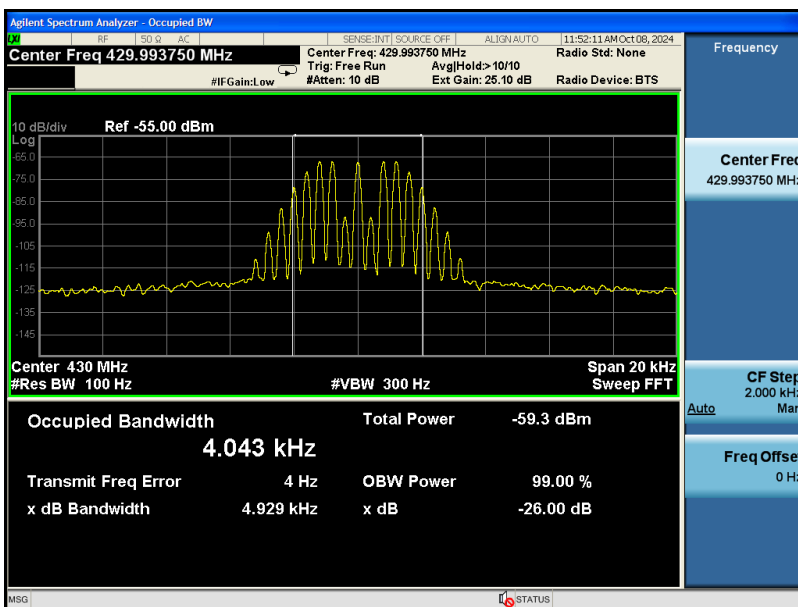 Agilent Spectrum Analyzer - Occupied BW
LXI RF 50 Ω AC SENSE:INT SOURCE OFF ALIGN AUTO 11:52:11 AM Oct 08, 2024
Center Freq 429.993750 MHz
Center Freq: 429.993750 MHz Radio Std: None
Trig: Free Run Avg|Hold:>10/10
#IFGain:Low #Atten: 10 dB Ext Gain: 25.10 dB Radio Device: BTS
10 dB/div Ref -55.00 dBm
Log
-65.0
-75.0
-85.0
-95.0
-105
-115
-125
-135
-145
Center 430 MHz Span 20 kHz
#Res BW 100 Hz #VBW 300 Hz Sweep FFT
Occupied Bandwidth Total Power -59.3 dBm
4.043 kHz
Transmit Freq Error 4 Hz OBW Power 99.00 %
x dB Bandwidth 4.929 kHz x dB -26.00 dB
Frequency
Center Freq
429.993750 MHz
CF Step
2.000 kHz
Auto Man
Freq Offset
0 Hz
MSG STATUS